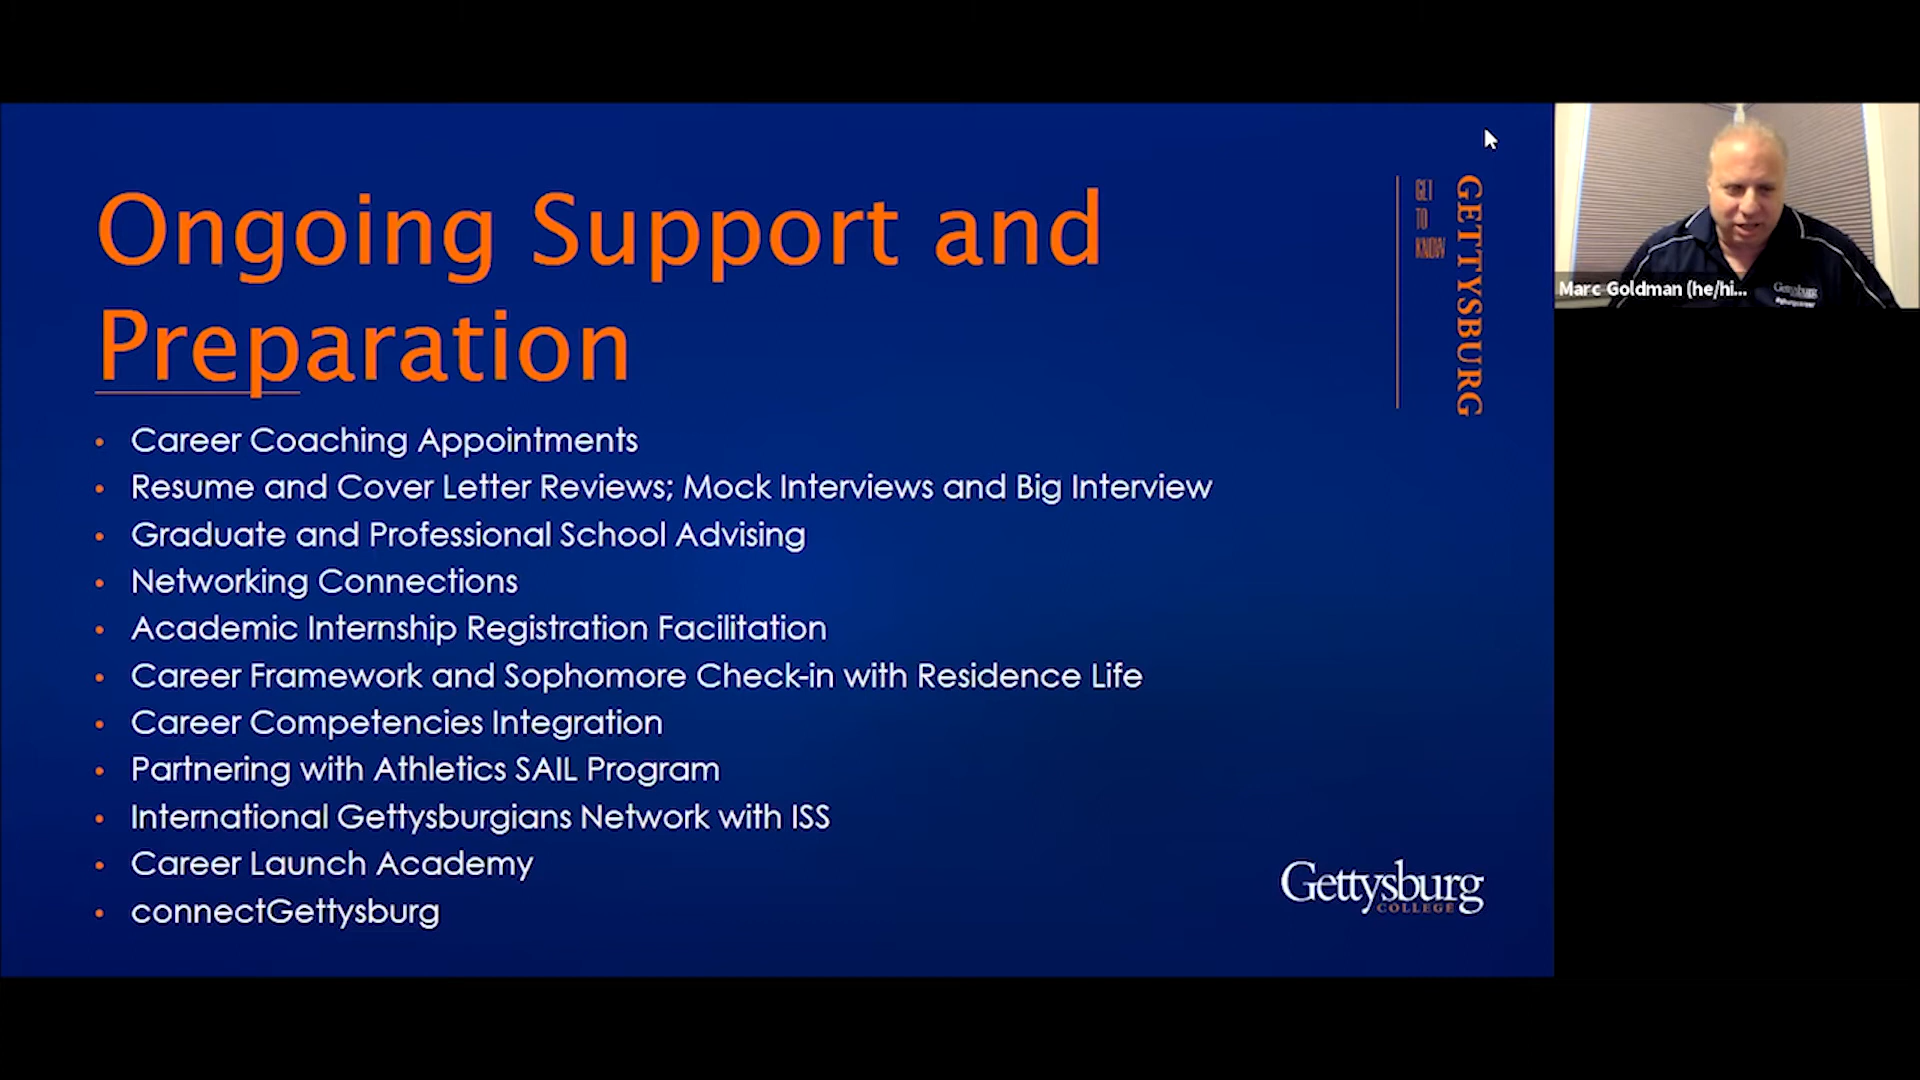 Ongoing Support and
Preparation
• Career Coaching Appointments
• Resume and Cover Letter Reviews; Mock Interviews and Big Interview
• Graduate and Professional School Advising
• Networking Connections
• Academic Internship Registration Facilitation
• Career Framework and Sophomore Check-in with Residence Life
• Career Competencies Integration
• Partnering with Athletics SAIL Program
• International Gettysburgians Network with ISS
• Career Launch Academy
• connectGettysburg
GET
TO
KNOW
GETTYSBURG
Gettysburg
COLLEGE
Marc Goldman (he/hi...
Gettysburg